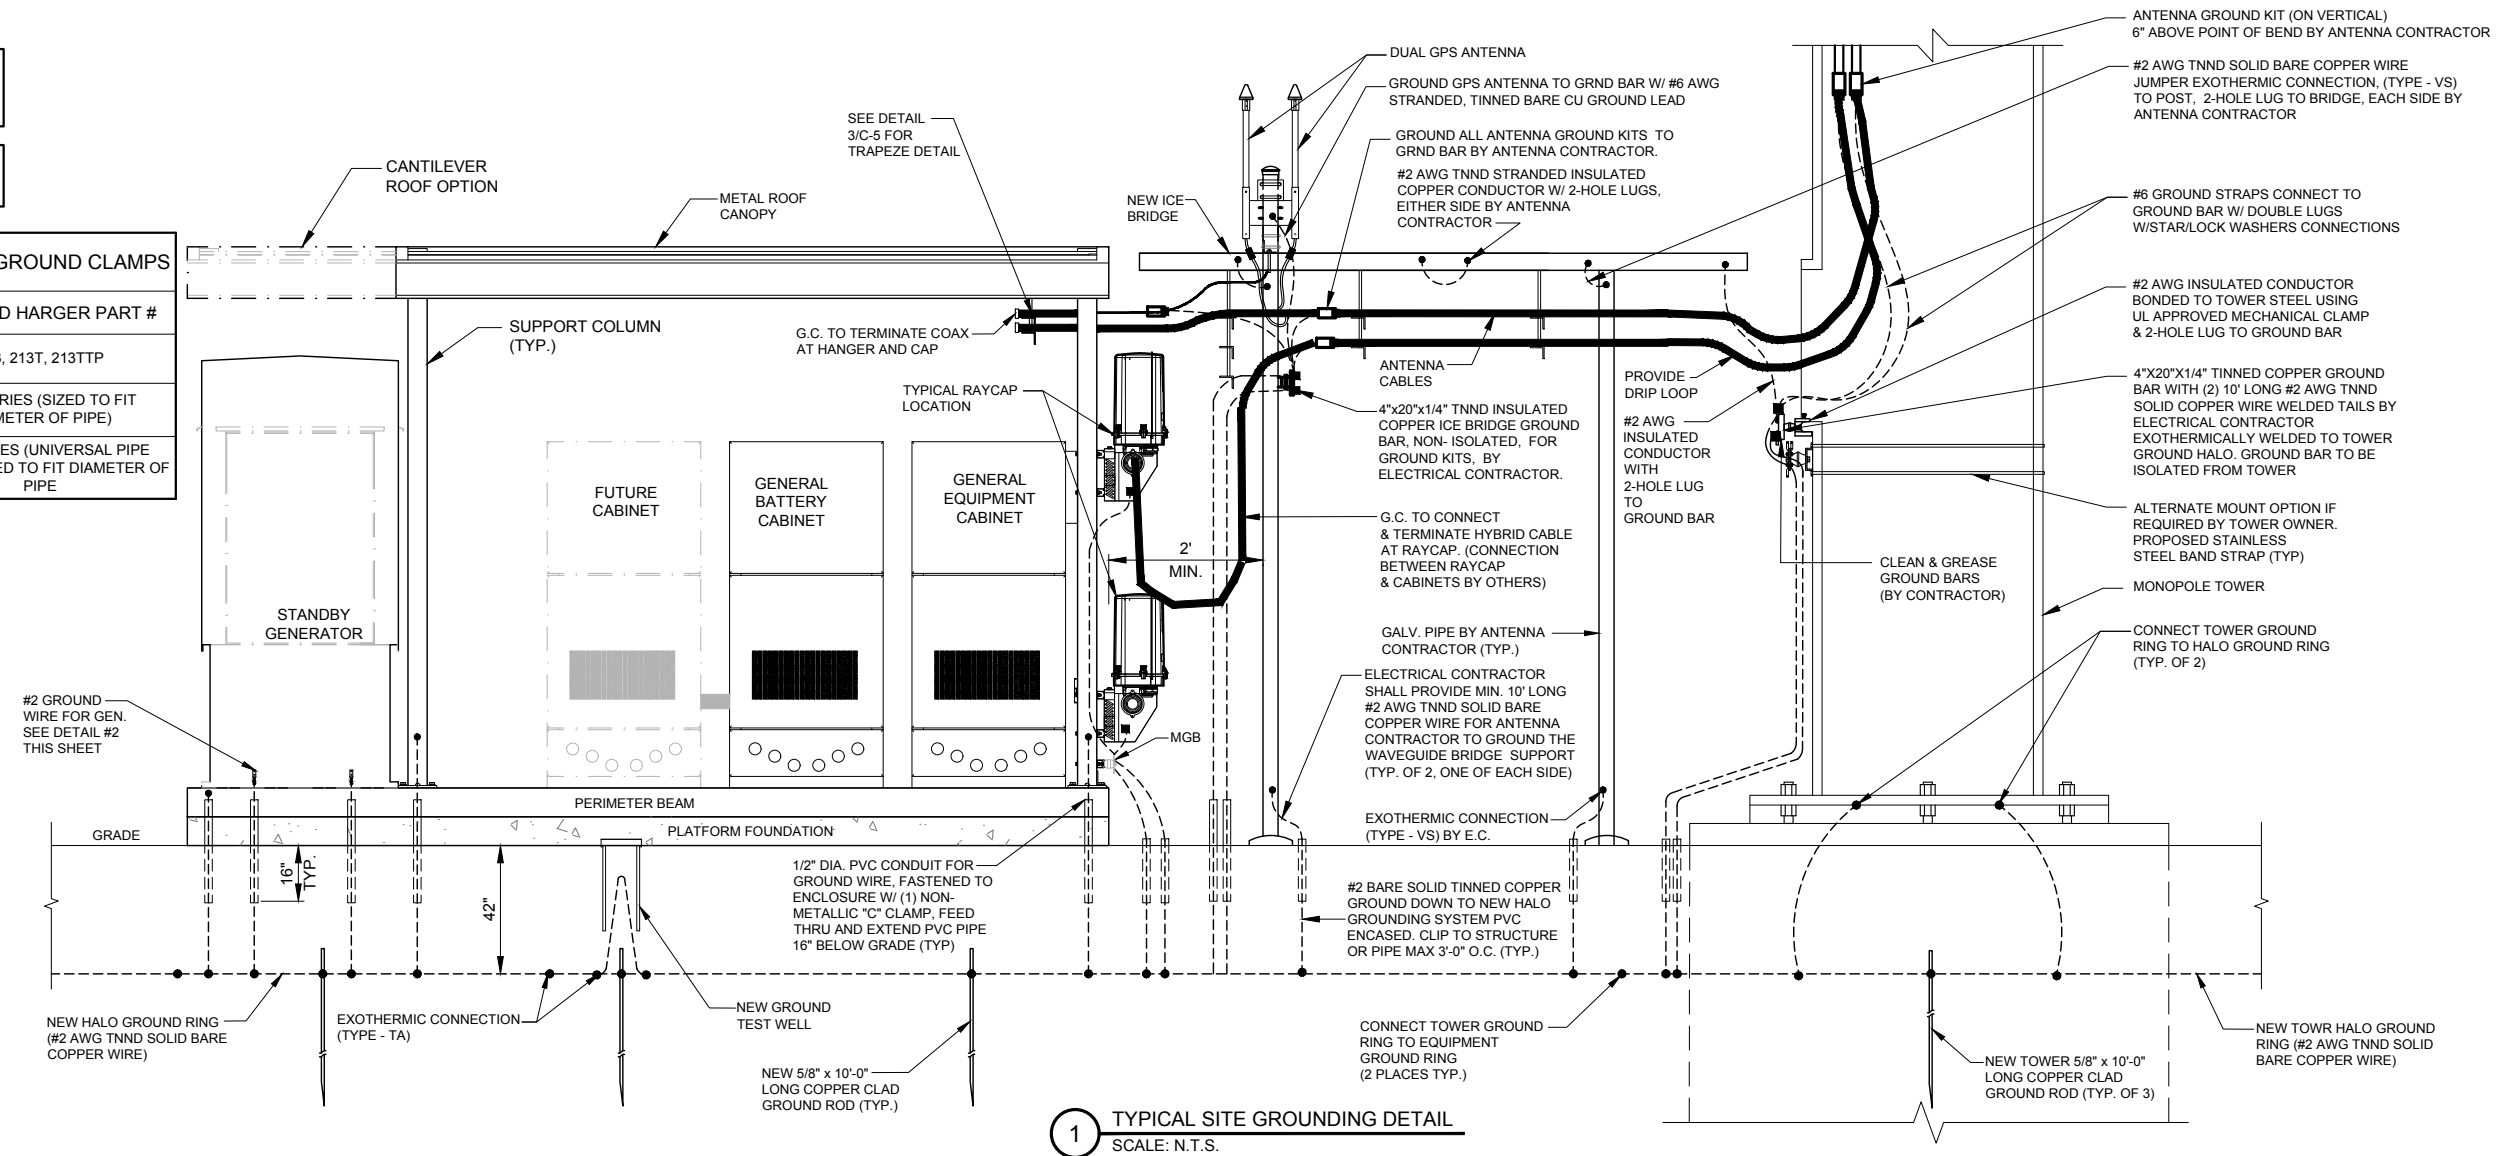 GROUND CLAMPS
D HARGER PART #
, 213T, 213TTP
RIES (SIZED TO FIT
METER OF PIPE)
ES (UNIVERSAL PIPE
ED TO FIT DIAMETER OF
PIPE
CANTILEVER
ROOF OPTION
METAL ROOF
CANOPY
SUPPORT COLUMN
(TYP.)
SEE DETAIL
3/C-5 FOR
TRAPEZE DETAIL
G.C. TO TERMINATE COAX
AT HANGER AND CAP
TYPICAL RAYCAP
LOCATION
FUTURE
CABINET
GENERAL
BATTERY
CABINET
GENERAL
EQUIPMENT
CABINET
STANDBY
GENERATOR
#2 GROUND
WIRE FOR GEN.
SEE DETAIL #2
THIS SHEET
MGB
2'
MIN.
PERIMETER BEAM
PLATFORM FOUNDATION
GRADE
16"
TYP.
42"
1/2" DIA. PVC CONDUIT FOR
GROUND WIRE, FASTENED TO
ENCLOSURE W/ (1) NON-
METALLIC "C" CLAMP, FEED
THRU AND EXTEND PVC PIPE
16" BELOW GRADE (TYP)
NEW HALO GROUND RING
(#2 AWG TNND SOLID BARE
COPPER WIRE)
EXOTHERMIC CONNECTION
(TYPE - TA)
NEW GROUND
TEST WELL
NEW 5/8" x 10'-0"
LONG COPPER CLAD
GROUND ROD (TYP.)
DUAL GPS ANTENNA
GROUND GPS ANTENNA TO GRND BAR W/ #6 AWG
STRANDED, TINNED BARE CU GROUND LEAD
GROUND ALL ANTENNA GROUND KITS TO
GRND BAR BY ANTENNA CONTRACTOR.
#2 AWG TNND STRANDED INSULATED
COPPER CONDUCTOR W/ 2-HOLE LUGS,
EITHER SIDE BY ANTENNA
CONTRACTOR
NEW ICE
BRIDGE
ANTENNA
CABLES
4"x20"x1/4" TNND INSULATED
COPPER ICE BRIDGE GROUND
BAR, NON- ISOLATED, FOR
GROUND KITS, BY
ELECTRICAL CONTRACTOR.
G.C. TO CONNECT
& TERMINATE HYBRID CABLE
AT RAYCAP. (CONNECTION
BETWEEN RAYCAP
& CABINETS BY OTHERS)
GALV. PIPE BY ANTENNA
CONTRACTOR (TYP.)
ELECTRICAL CONTRACTOR
SHALL PROVIDE MIN. 10' LONG
#2 AWG TNND SOLID BARE
COPPER WIRE FOR ANTENNA
CONTRACTOR TO GROUND THE
WAVEGUIDE BRIDGE SUPPORT
(TYP. OF 2, ONE OF EACH SIDE)
EXOTHERMIC CONNECTION
(TYPE - VS) BY E.C.
#2 BARE SOLID TINNED COPPER
GROUND DOWN TO NEW HALO
GROUNDING SYSTEM PVC
ENCASED. CLIP TO STRUCTURE
OR PIPE MAX 3'-0" O.C. (TYP.)
CONNECT TOWER GROUND
RING TO EQUIPMENT
GROUND RING
(2 PLACES TYP.)
PROVIDE
DRIP LOOP
#2 AWG
INSULATED
CONDUCTOR
WITH
2-HOLE LUG
TO
GROUND BAR
CLEAN & GREASE
GROUND BARS
(BY CONTRACTOR)
ANTENNA GROUND KIT (ON VERTICAL)
6" ABOVE POINT OF BEND BY ANTENNA CONTRACTOR
#2 AWG TNND SOLID BARE COPPER WIRE
JUMPER EXOTHERMIC CONNECTION, (TYPE - VS)
TO POST, 2-HOLE LUG TO BRIDGE, EACH SIDE BY
ANTENNA CONTRACTOR
#6 GROUND STRAPS CONNECT TO
GROUND BAR W/ DOUBLE LUGS
W/STAR/LOCK WASHERS CONNECTIONS
#2 AWG INSULATED CONDUCTOR
BONDED TO TOWER STEEL USING
UL APPROVED MECHANICAL CLAMP
& 2-HOLE LUG TO GROUND BAR
4"X20"X1/4" TINNED COPPER GROUND
BAR WITH (2) 10' LONG #2 AWG TNND
SOLID COPPER WIRE WELDED TAILS BY
ELECTRICAL CONTRACTOR
EXOTHERMICALLY WELDED TO TOWER
GROUND HALO. GROUND BAR TO BE
ISOLATED FROM TOWER
ALTERNATE MOUNT OPTION IF
REQUIRED BY TOWER OWNER.
PROPOSED STAINLESS
STEEL BAND STRAP (TYP)
MONOPOLE TOWER
CONNECT TOWER GROUND
RING TO HALO GROUND RING
(TYP. OF 2)
NEW TOWR HALO GROUND
RING (#2 AWG TNND SOLID
BARE COPPER WIRE)
NEW TOWER 5/8" x 10'-0"
LONG COPPER CLAD
GROUND ROD (TYP. OF 3)
1
TYPICAL SITE GROUNDING DETAIL
SCALE: N.T.S.